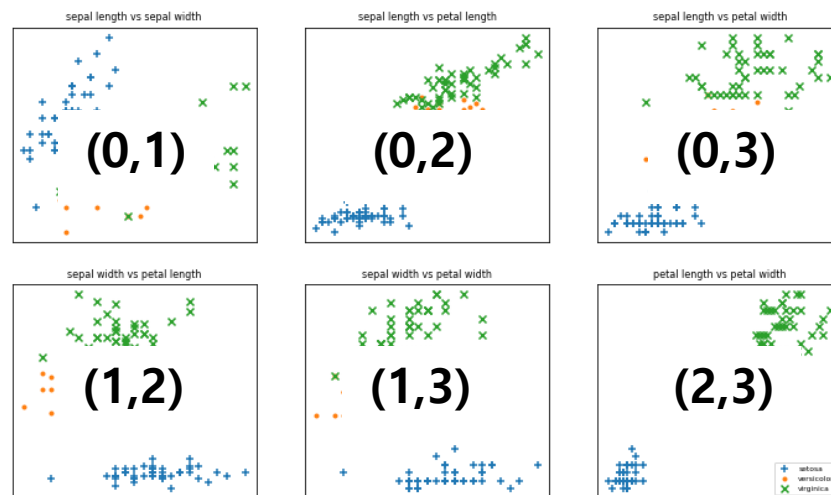 sepal length vs sepal width
sepal length vs petal length
sepal length vs petal width
(0,1)
(0,2)
(0,3)
sepal width vs petal length
sepal width vs petal width
petal length vs petal width
(1,2)
(1,3)
(2,3)
setosa
versicolo
virginica